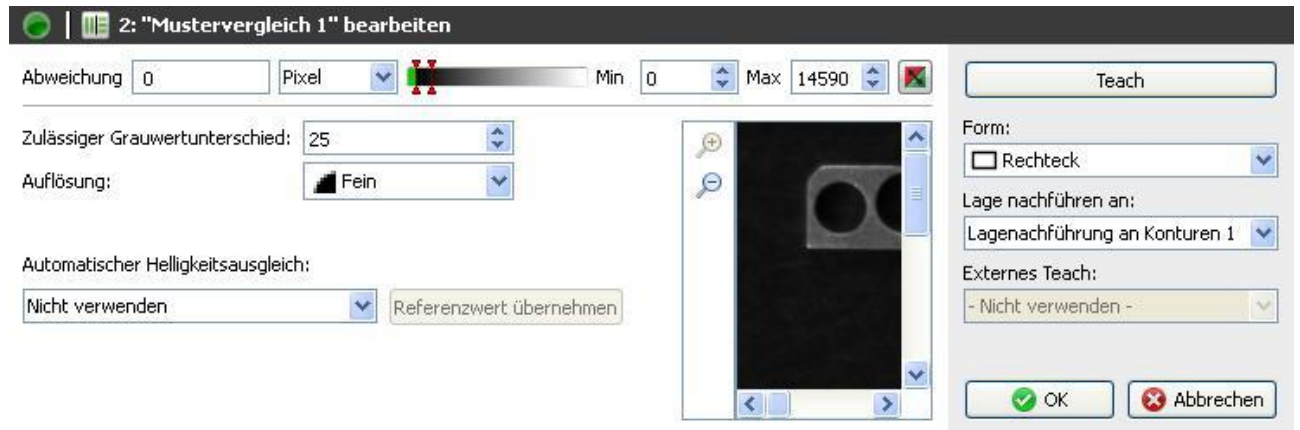 2: "Mustervergleich 1" bearbeiten
Abweichung 0 Pixel Min 0 Max 14590
Zulässiger Grauwertunterschied: 25
Auflösung: Fein
Automatischer Helligkeitsausgleich:
Nicht verwenden Referenzwert übernehmen
Teach
Form:
Rechteck
Lage nachführen an:
Lagenachführung an Konturen 1
Externes Teach:
- Nicht verwenden -
OK Abbrechen